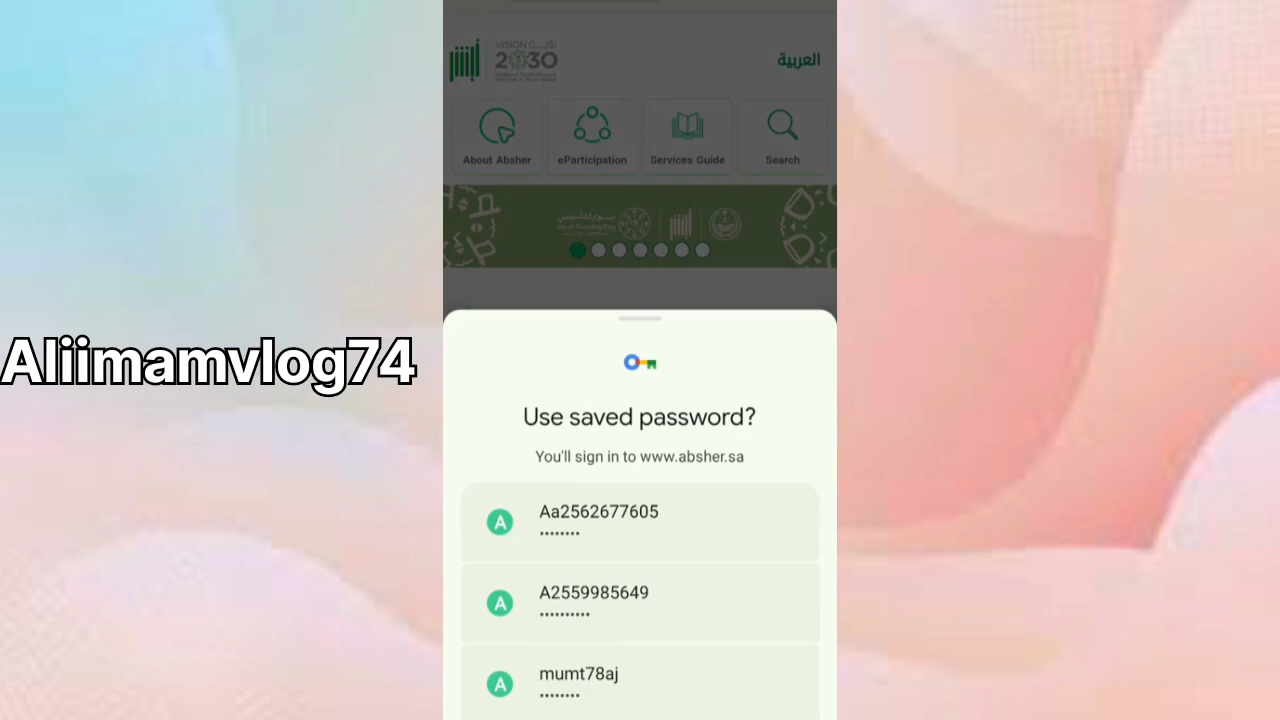 VISION رؤيـــة
2030
العربية
About Absher
eParticipation
Services Guide
Search
Aliimamvlog74
Use saved password?
You'll sign in to www.absher.sa
A
Aa2562677605
••••••••
A
A2559985649
••••••••••
A
mumt78aj
••••••••